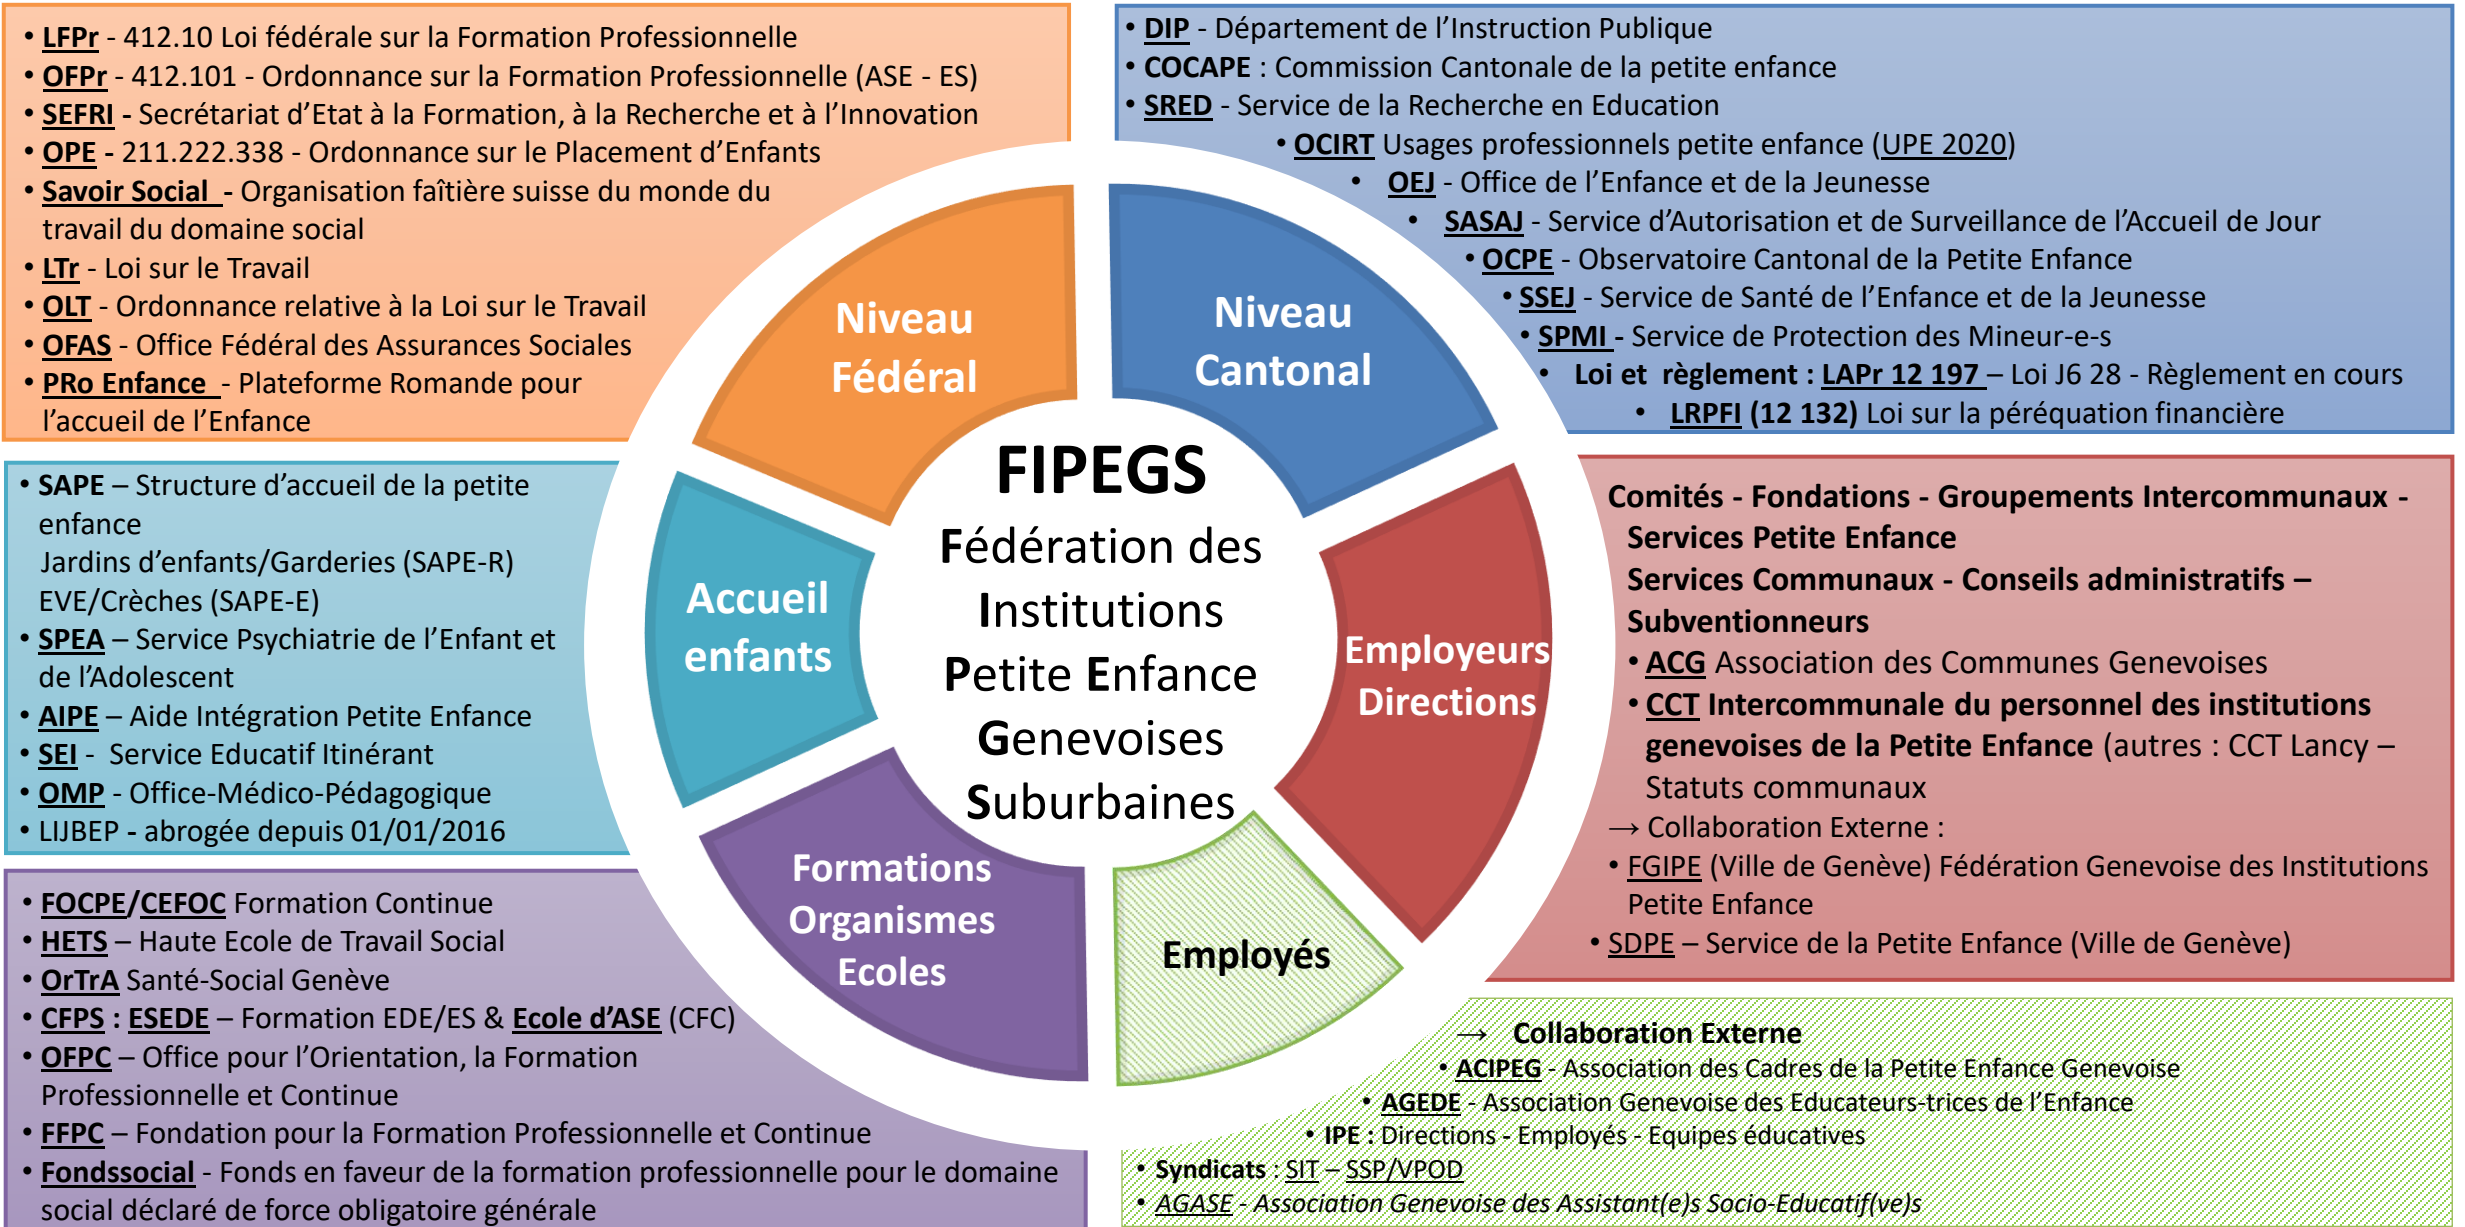 • LFPr - 412.10 Loi fédérale sur la Formation Professionnelle
• OFPr - 412.101 - Ordonnance sur la Formation Professionnelle (ASE - ES)
• SEFRI - Secrétariat d'Etat à la Formation, à la Recherche et à l'Innovation
• OPE - 211.222.338 - Ordonnance sur le Placement d'Enfants
• Savoir Social - Organisation faîtière suisse du monde du
travail du domaine social
• LTr - Loi sur le Travail
• OLT - Ordonnance relative à la Loi sur le Travail
• OFAS - Office Fédéral des Assurances Sociales
• PRo Enfance - Plateforme Romande pour
l'accueil de l'Enfance
• DIP - Département de l'Instruction Publique
• COCAPE : Commission Cantonale de la petite enfance
• SRED - Service de la Recherche en Education
• OCIRT Usages professionnels petite enfance (UPE 2020)
• OEJ - Office de l'Enfance et de la Jeunesse
• SASAJ - Service d'Autorisation et de Surveillance de l'Accueil de Jour
• OCPE - Observatoire Cantonal de la Petite Enfance
• SSEJ - Service de Santé de l'Enfance et de la Jeunesse
• SPMI - Service de Protection des Mineur-e-s
• Loi et règlement : LAPr 12 197 – Loi J6 28 - Règlement en cours
• LRPFI (12 132) Loi sur la péréquation financière
Niveau
Fédéral
Niveau
Cantonal
FIPEGS
Fédération des
Institutions
Petite Enfance
Genevoises
Suburbaines
Accueil
enfants
Employeurs
Directions
Formations
Organismes
Ecoles
Employés
• SAPE – Structure d'accueil de la petite
enfance
Jardins d'enfants/Garderies (SAPE-R)
EVE/Crèches (SAPE-E)
• SPEA – Service Psychiatrie de l'Enfant et
de l'Adolescent
• AIPE – Aide Intégration Petite Enfance
• SEI - Service Educatif Itinérant
• OMP - Office-Médico-Pédagogique
• LIJBEP - abrogée depuis 01/01/2016
Comités - Fondations - Groupements Intercommunaux -
Services Petite Enfance
Services Communaux - Conseils administratifs –
Subventionneurs
• ACG Association des Communes Genevoises
• CCT Intercommunale du personnel des institutions
genevoises de la Petite Enfance (autres : CCT Lancy –
Statuts communaux
→ Collaboration Externe :
• FGIPE (Ville de Genève) Fédération Genevoise des Institutions
Petite Enfance
• SDPE – Service de la Petite Enfance (Ville de Genève)
• FOCPE/CEFOC Formation Continue
• HETS – Haute Ecole de Travail Social
• OrTrA Santé-Social Genève
• CFPS : ESEDE – Formation EDE/ES & Ecole d'ASE (CFC)
• OFPC – Office pour l'Orientation, la Formation
Professionnelle et Continue
• FFPC – Fondation pour la Formation Professionnelle et Continue
• Fondssocial - Fonds en faveur de la formation professionnelle pour le domaine
social déclaré de force obligatoire générale
→ Collaboration Externe
• ACIPEG - Association des Cadres de la Petite Enfance Genevoise
• AGEDE - Association Genevoise des Educateurs-trices de l'Enfance
• IPE : Directions - Employés - Equipes éducatives
• Syndicats : SIT – SSP/VPOD
• AGASE - Association Genevoise des Assistant(e)s Socio-Educatif(ve)s